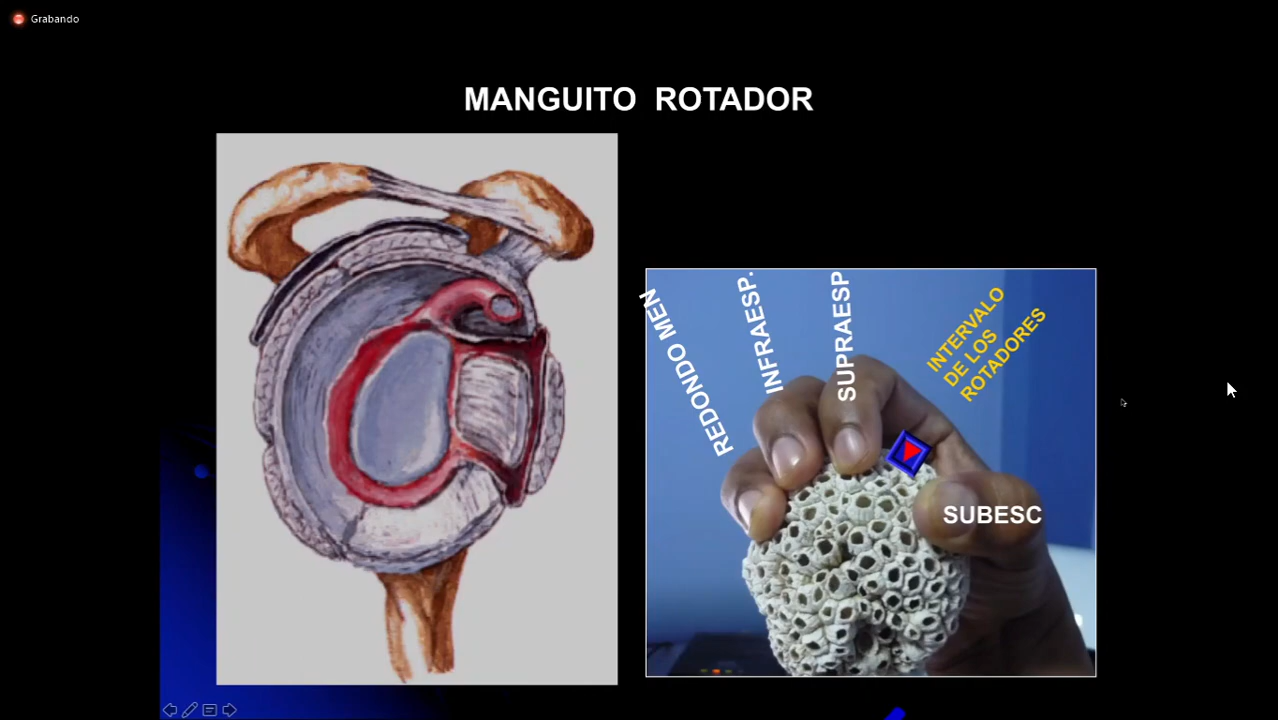 Grabando
MANGUITO ROTADOR
REDONDO MEN
INFRAESP.
SUPRAESP
INTERVALO
DE LOS
ROTADORES
SUBESC